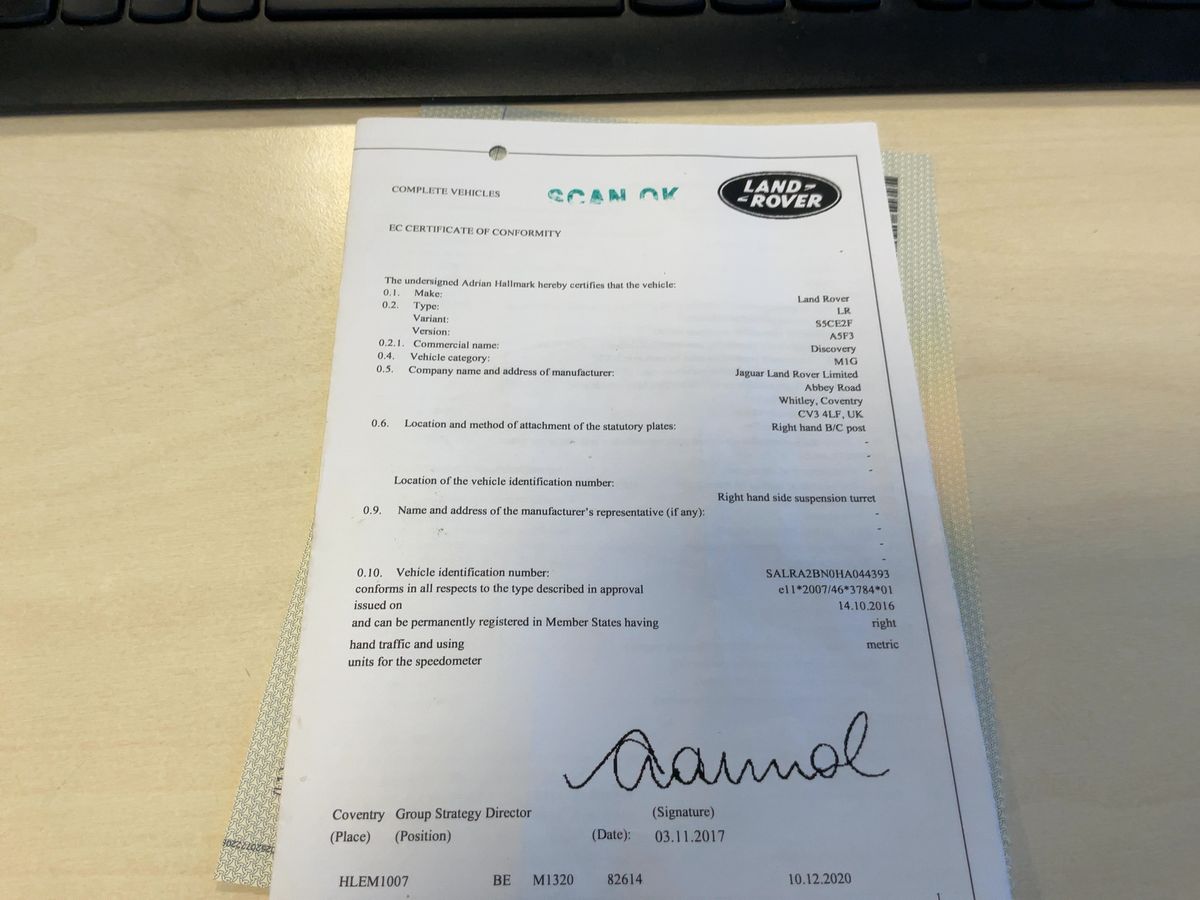 COMPLETE VEHICLES SCAN OK LAND ROVER
EC CERTIFICATE OF CONFORMITY
The undersigned Adrian Hallmark hereby certifies that the vehicle:
0.1. Make: Land Rover
0.2. Type: LR
Variant: S5CE2F
Version: A5F3
0.2.1. Commercial name: Discovery
0.4. Vehicle category: M1G
0.5. Company name and address of manufacturer: Jaguar Land Rover Limited
Abbey Road
Whitley, Coventry
CV3 4LF, UK
0.6. Location and method of attachment of the statutory plates: Right hand B/C post
-
-
-
Location of the vehicle identification number:
Right hand side suspension turret
0.9. Name and address of the manufacturer's representative (if any): -
-
-
-
0.10. Vehicle identification number: SALRA2BN0HA044393
conforms in all respects to the type described in approval e11*2007/46*3784*01
issued on 14.10.2016
and can be permanently registered in Member States having right
hand traffic and using metric
units for the speedometer
Coventry Group Strategy Director (Signature)
(Place) (Position) (Date): 03.11.2017
HLEM1007 BE M1320 82614 10.12.2020